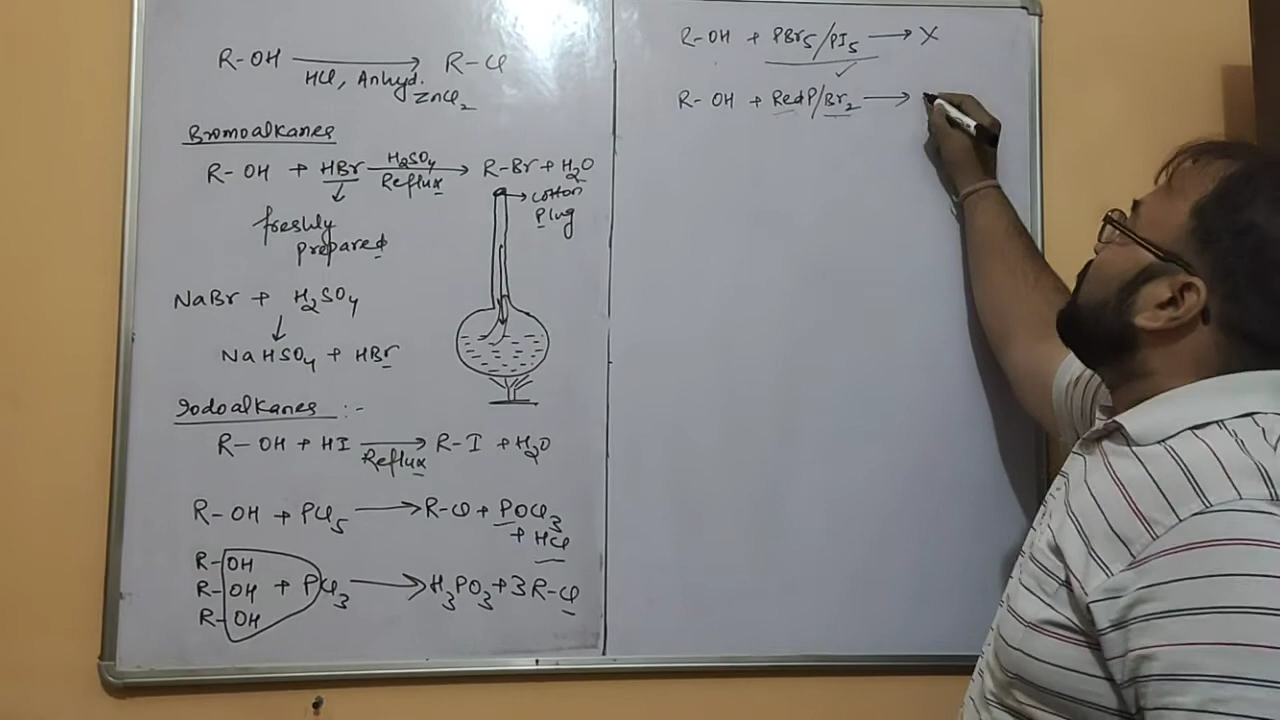 R-OH → R-Cl
HCl, Anhyd.
ZnCl₂
Bromoalkanes
R-OH + HBr → R-Br + H₂O
H₂SO₄
Reflux
↓
freshly
prepared
→ cotton
plug
NaBr + H₂SO₄
↓
NaHSO₄ + HBr
Iodoalkanes :-
R-OH + HI → R-I + H₂O
Reflux
R-OH + PCl₅ → R-Cl + POCl₃
+ HCl
R-OH
R-OH + PCl₃ → H₃PO₃ + 3R-Cl
R-OH
R-OH + PBr₅/PI₅ → X
✓
R-OH + Red P/Br₂ →